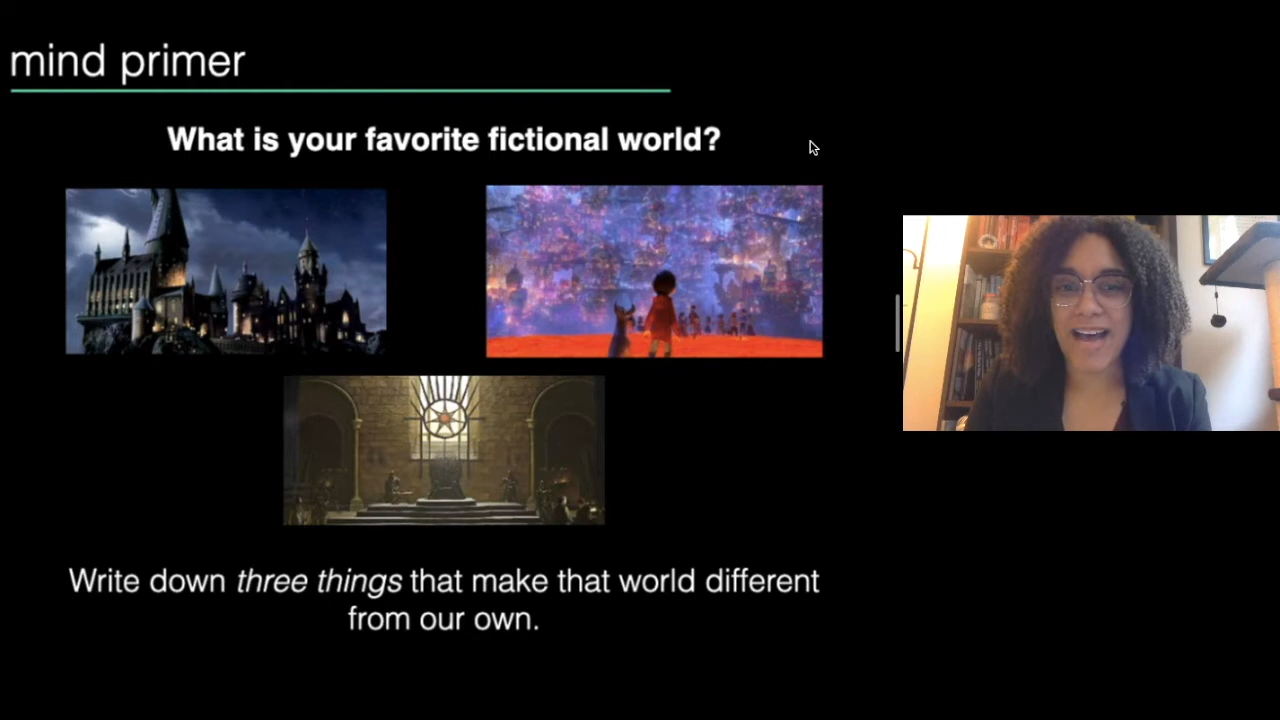 mind primer
What is your favorite fictional world?
Write down three things that make that world different
from our own.